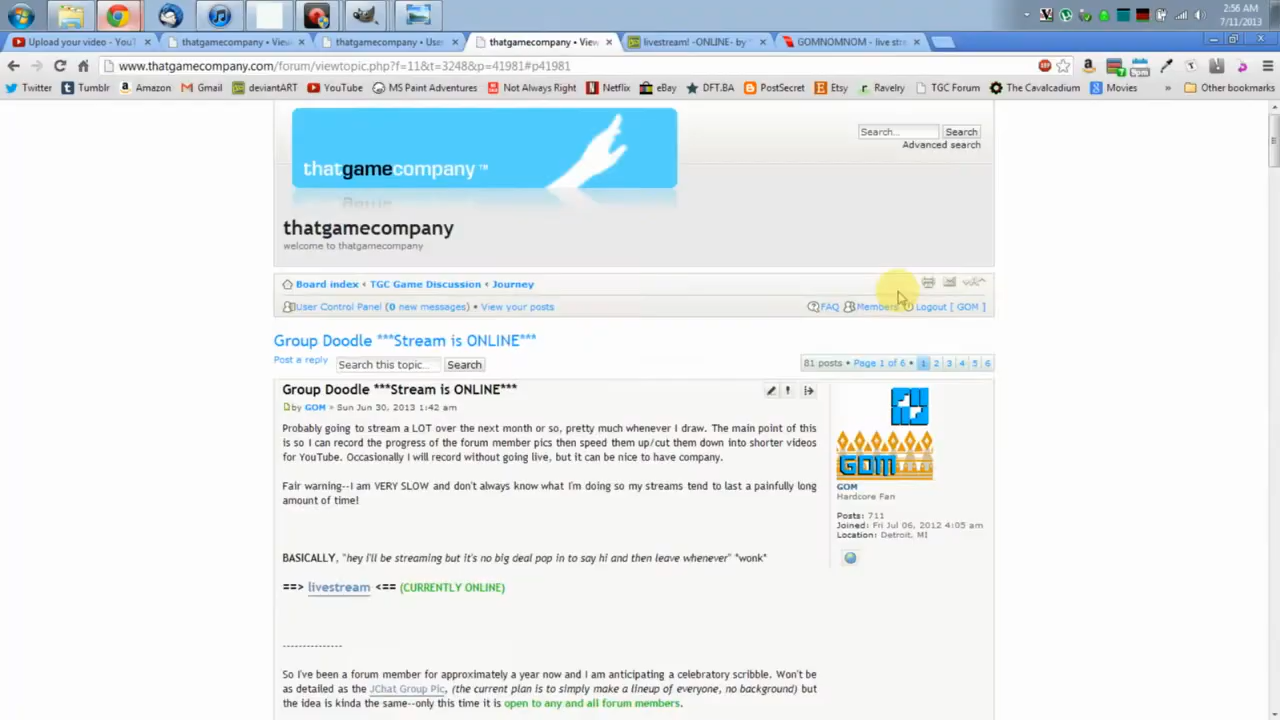 2:56 AM
7/11/2013
Upload your video - YouT
thatgamecompany • View
thatgamecompany • User
thatgamecompany • View
livestream! -ONLINE- by
GOMNOMNOM - live stre
www.thatgamecompany.com/forum/viewtopic.php?f=11&t=3248&p=41981#p41981
Twitter Tumblr Amazon Gmail deviantART YouTube MS Paint Adventures Not Always Right Netflix eBay DFT.BA PostSecret Etsy Ravelry TGC Forum The Cavalcadium Movies » Other bookmarks
Search... Search
Advanced search
thatgamecompany™
thatgamecompany
welcome to thatgamecompany
Board index ‹ TGC Game Discussion ‹ Journey
User Control Panel (0 new messages) • View your posts
FAQ Members Logout [ GOM ]
Group Doodle ***Stream is ONLINE***
Post a reply Search this topic... Search
81 posts • Page 1 of 6 • 1 2 3 4 5 6
Group Doodle ***Stream is ONLINE***
by GOM » Sun Jun 30, 2013 1:42 am
Probably going to stream a LOT over the next month or so, pretty much whenever I draw. The main point of this
is so I can record the progress of the forum member pics then speed them up/cut them down into shorter videos
for YouTube. Occasionally I will record without going live, but it can be nice to have company.
Fair warning--I am VERY SLOW and don't always know what I'm doing so my streams tend to last a painfully long
amount of time!
BASICALLY, "hey i'll be streaming but it's no big deal pop in to say hi and then leave whenever" *wonk*
==> livestream <== (CURRENTLY ONLINE)
---------------
So I've been a forum member for approximately a year now and I am anticipating a celebratory scribble. Won't be
as detailed as the JChat Group Pic, (the current plan is to simply make a lineup of everyone, no background) but
the idea is kinda the same--only this time it is open to any and all forum members.
GOM
GOM
Hardcore Fan
Posts: 711
Joined: Fri Jul 06, 2012 4:05 am
Location: Detroit, MI